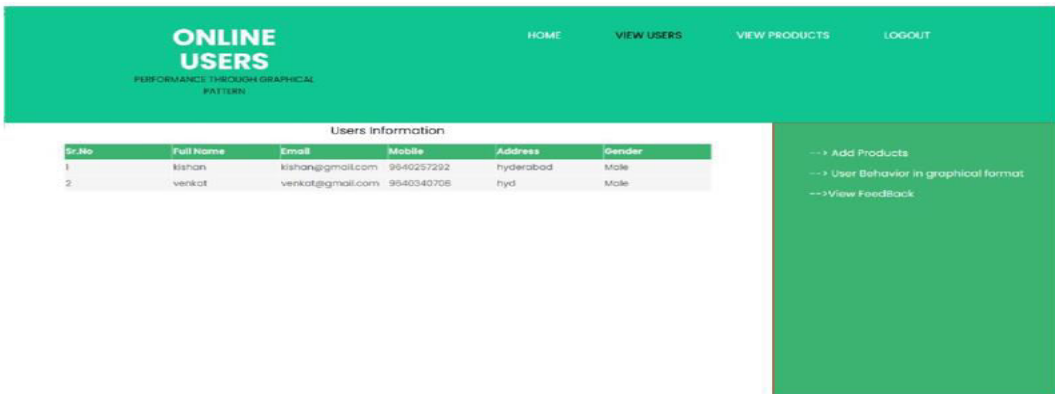 ONLINE
USERS
PERFORMANCE THROUGH GRAPHICAL
PATTERN
HOME VIEW USERS VIEW PRODUCTS LOGOUT
Users Information
Sr.No Full Name Email Mobile Address Gender
1 kishan kishan@gmail.com 9640257292 hyderabad Male
2 venkat venkat@gmail.com 9640340706 hyd Male
--> Add Products
--> User Behavior in graphical format
-->View FeedBack